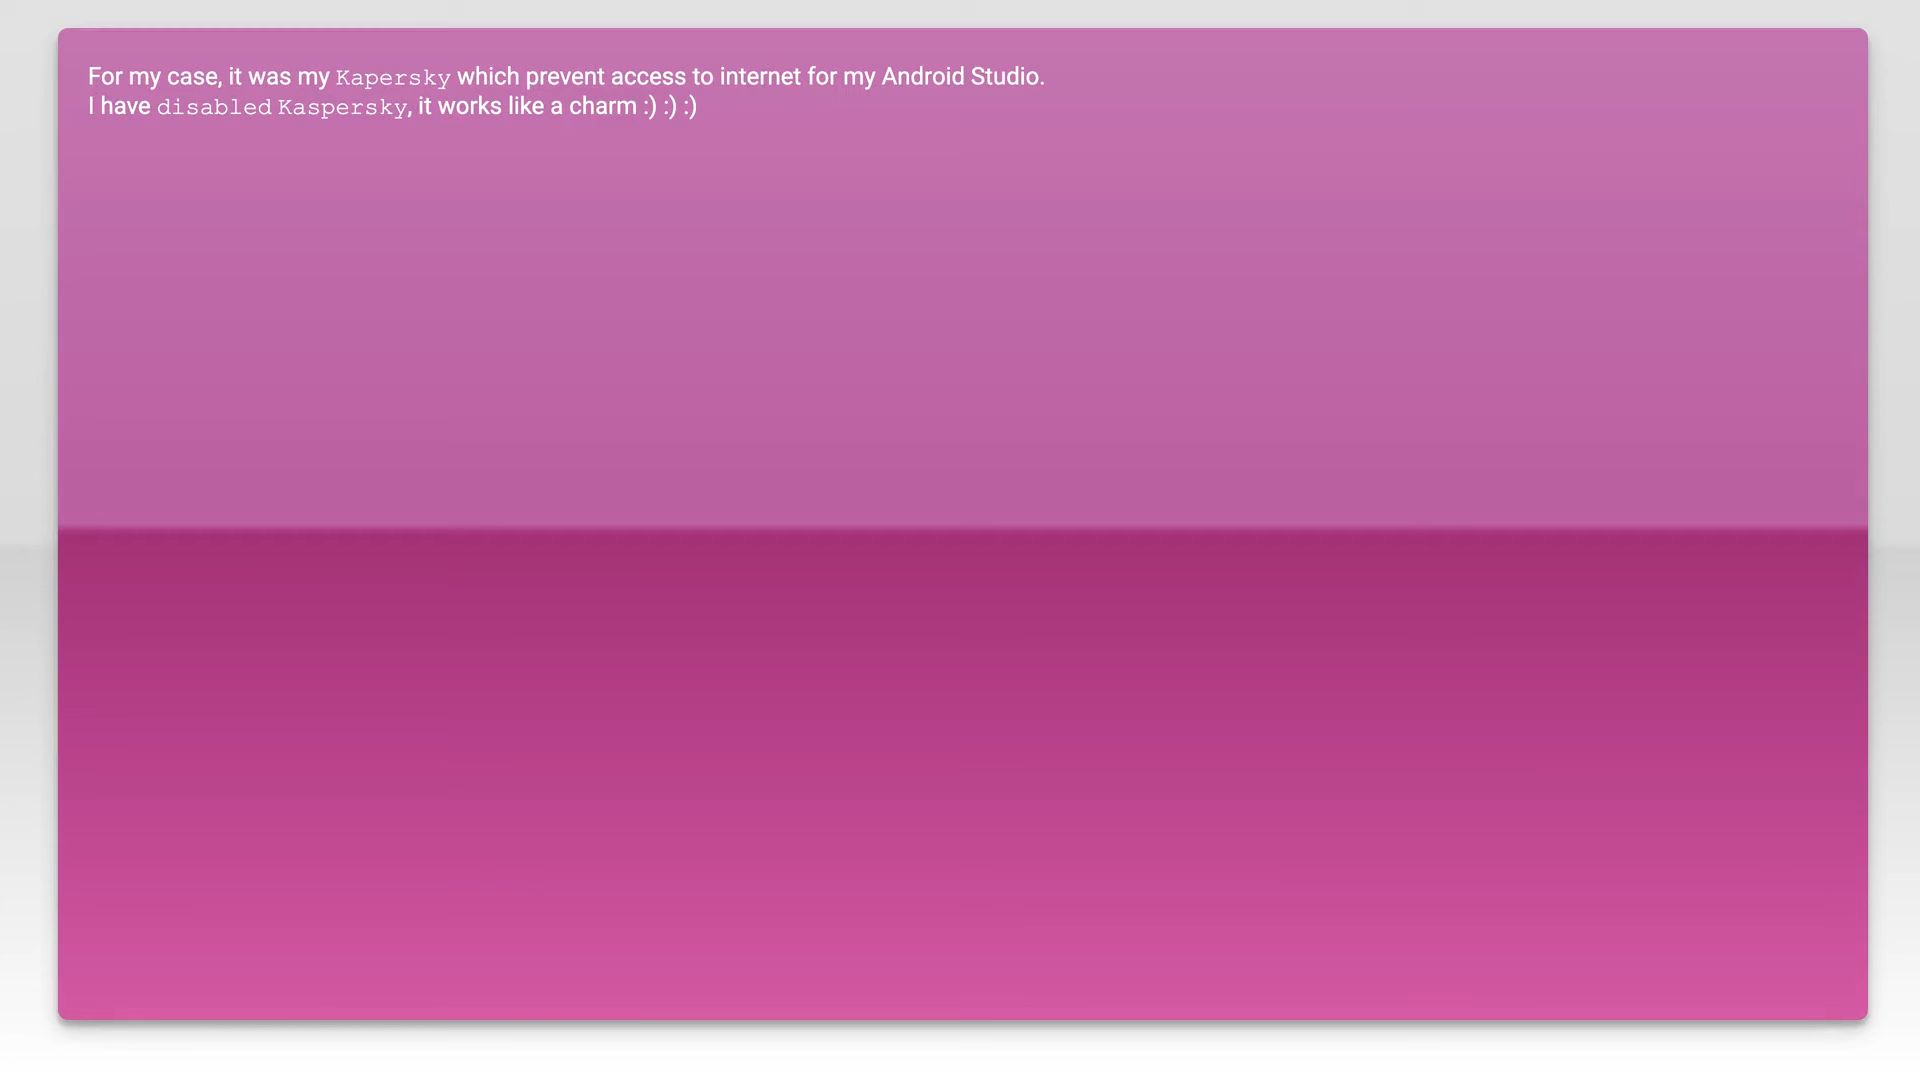 For my case, it was my Kapersky which prevent access to internet for my Android Studio.
I have disabled Kaspersky, it works like a charm :) :) :)